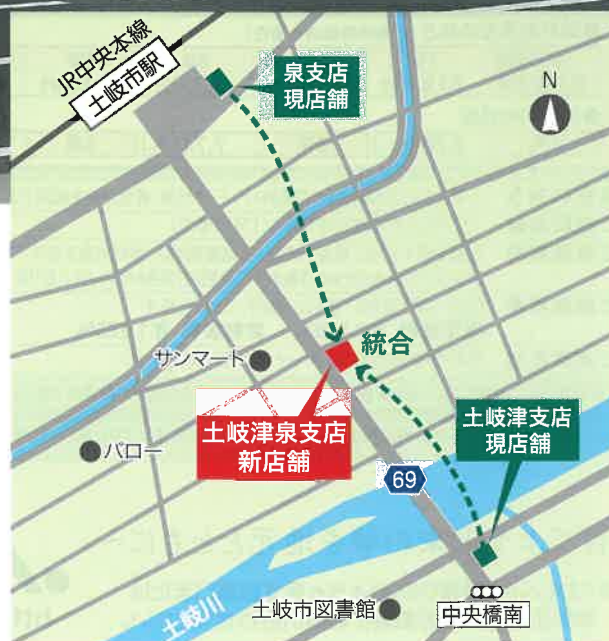 JR中央本線
土岐市駅
泉支店
現店舗
N
統合
サンマート
土岐津泉支店
新店舗
土岐津支店
現店舗
バロー
69
土岐川
土岐市図書館
中央橋南